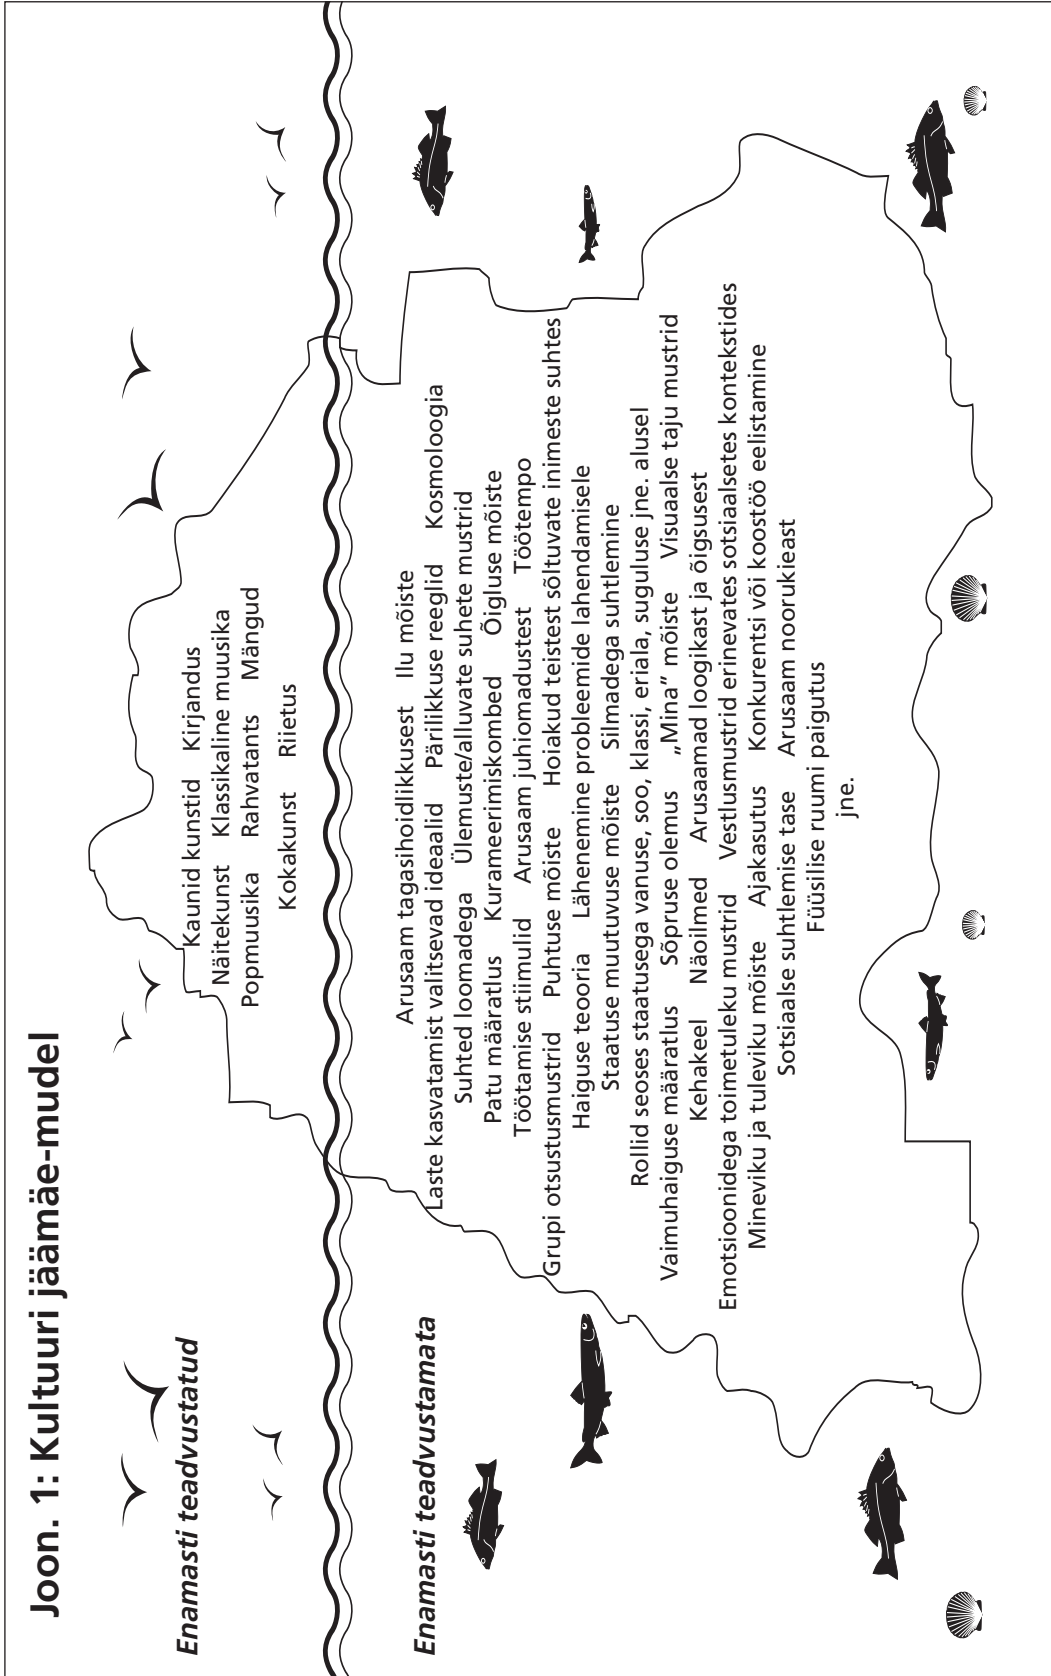 Joon. 1: Kultuuri jäämäe-mudel
Enamasti teadvustatud
Kaunid kunstid Kirjandus
Näitekunst Klassikaline muusika
Popmuusika Rahvatants Mängud
Kokakunst Riietus
Enamasti teadvustamata
Arusaam tagasihoidlikkusest Ilu mõiste
Laste kasvatamist valitsevad ideaalid Pärilikkuse reeglid Kosmoloogia
Suhted loomadega Ülemuste/alluvate suhete mustrid
Patu määratlus Kurameerimiskombed Õigluse mõiste
Töötamise stiimulid Arusaam juhiomadustest Töötempo
Grupi otsustusmustrid Puhtuse mõiste Hoiakud teistest sõltuvate inimeste suhtes
Haiguse teooria Lähenemine probleemide lahendamisele
Staatuse muutuvuse mõiste Silmadega suhtlemine
Rollid seoses staatusega vanuse, soo, klassi, eriala, suguluse jne. alusel
Vaimuhaiguse määratlus Sõpruse olemus „Mina” mõiste Visuaalse taju mustrid
Kehakeel Näoilmed Arusaamad loogikast ja õigsusest
Emotsioonidega toimetuleku mustrid Vestlusmustrid erinevates sotsiaalsetes kontekstides
Mineviku ja tuleviku mõiste Ajakasutus Konkurentsi või koostöö eelistamine
Sotsiaalse suhtlemise tase Arusaam noorukieast
Füüsilise ruumi paigutus
jne.